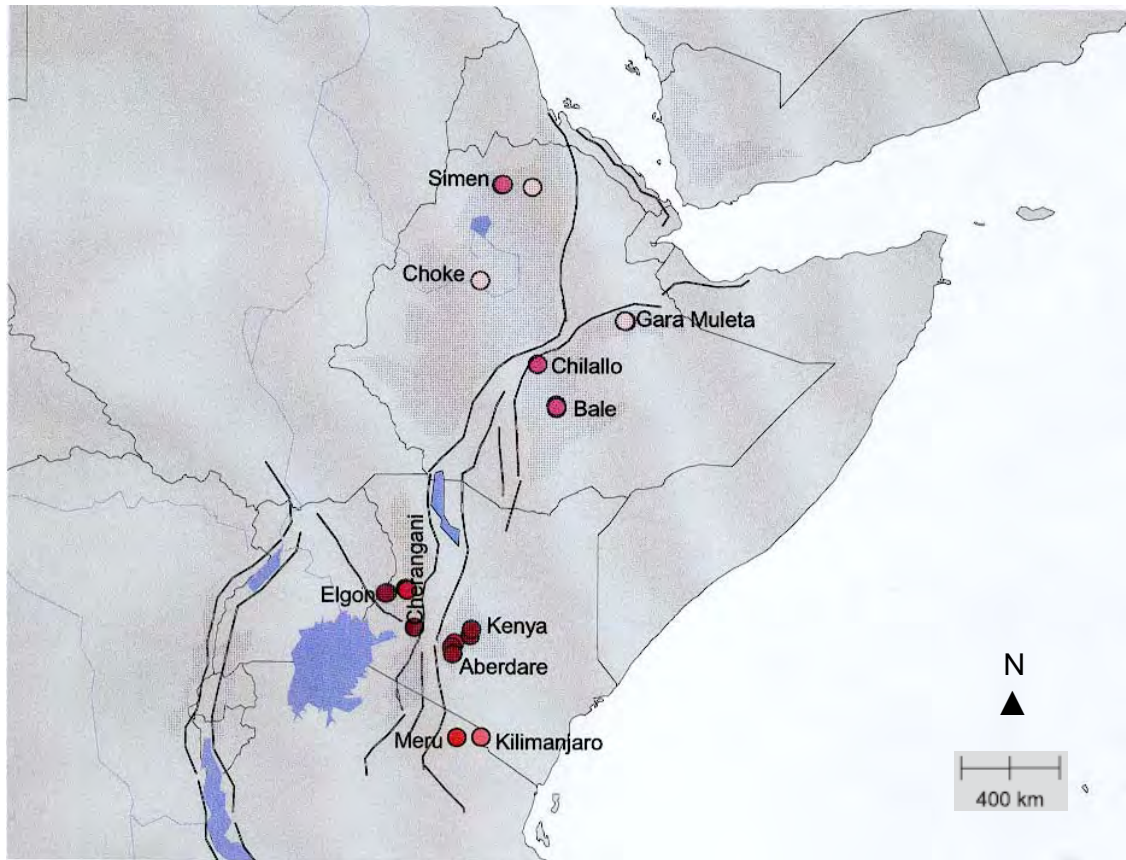 Simen
Choke
Gara Muleta
Chilallo
Bale
Cherangani
Elgon
Kenya
Aberdare
N
Meru
Kilimanjaro
400 km